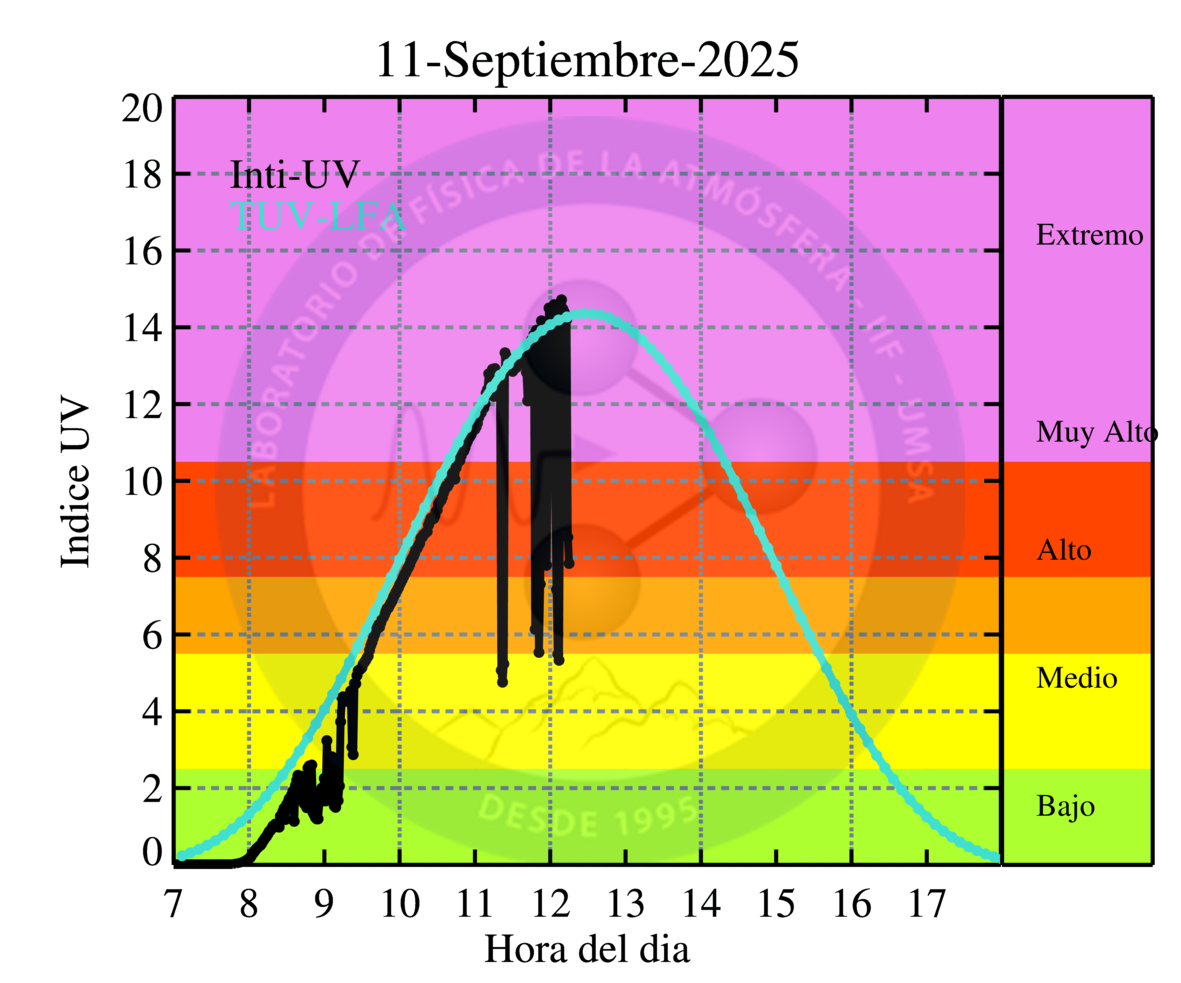 11-Septiembre-2025
20
18
16
14
12
10
8
6
4
2
0
Indice UV
Inti-UV
TUV-LFA
LABORATORIO DE FÍSICA DE LA ATMÓSFERA - IIF - UMSA
DESDE 1995
Extremo
Muy Alto
Alto
Medio
Bajo
7 8 9 10 11 12 13 14 15 16 17
Hora del dia